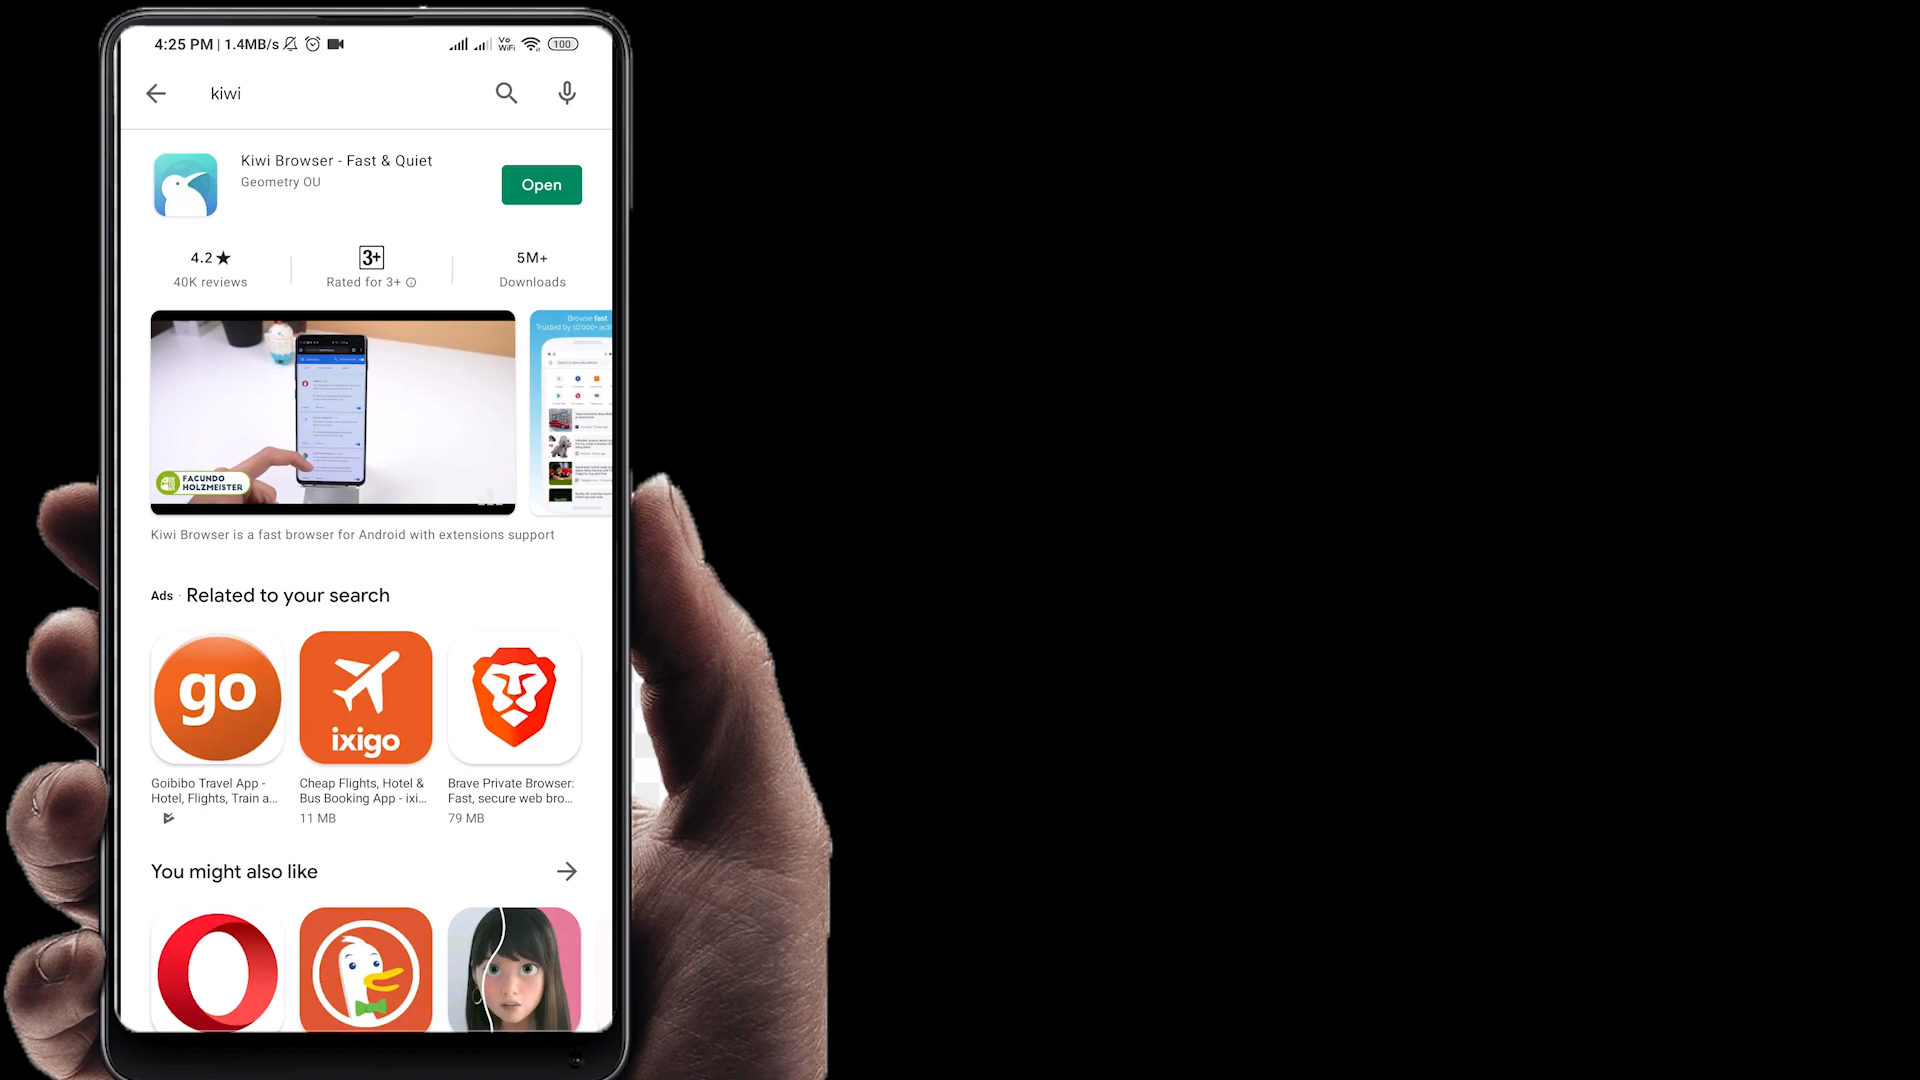 4:25 PM | 1.4MB/s
Vo
WiFi
100
kiwi
Kiwi Browser - Fast & Quiet
Geometry OU
Open
4.2★
40K reviews
3+
Rated for 3+
5M+
Downloads
Browse fast
FACUNDO
HOLZMEISTER
Kiwi Browser is a fast browser for Android with extensions support
Ads · Related to your search
go
ixigo
Goibibo Travel App -
Hotel, Flights, Train a...
Cheap Flights, Hotel &
Bus Booking App - ixi...
11 MB
Brave Private Browser:
Fast, secure web bro...
79 MB
You might also like